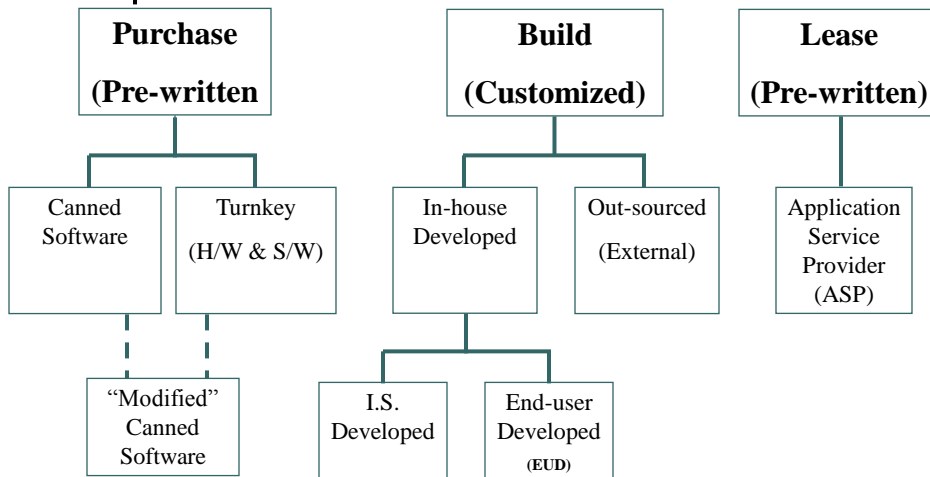 Purchase
(Pre-written
Build
(Customized)
Lease
(Pre-written)
Canned
Software
Turnkey
(H/W & S/W)
In-house
Developed
Out-sourced
(External)
Application
Service
Provider
(ASP)
“Modified”
Canned
Software
I.S.
Developed
End-user
Developed
(EUD)